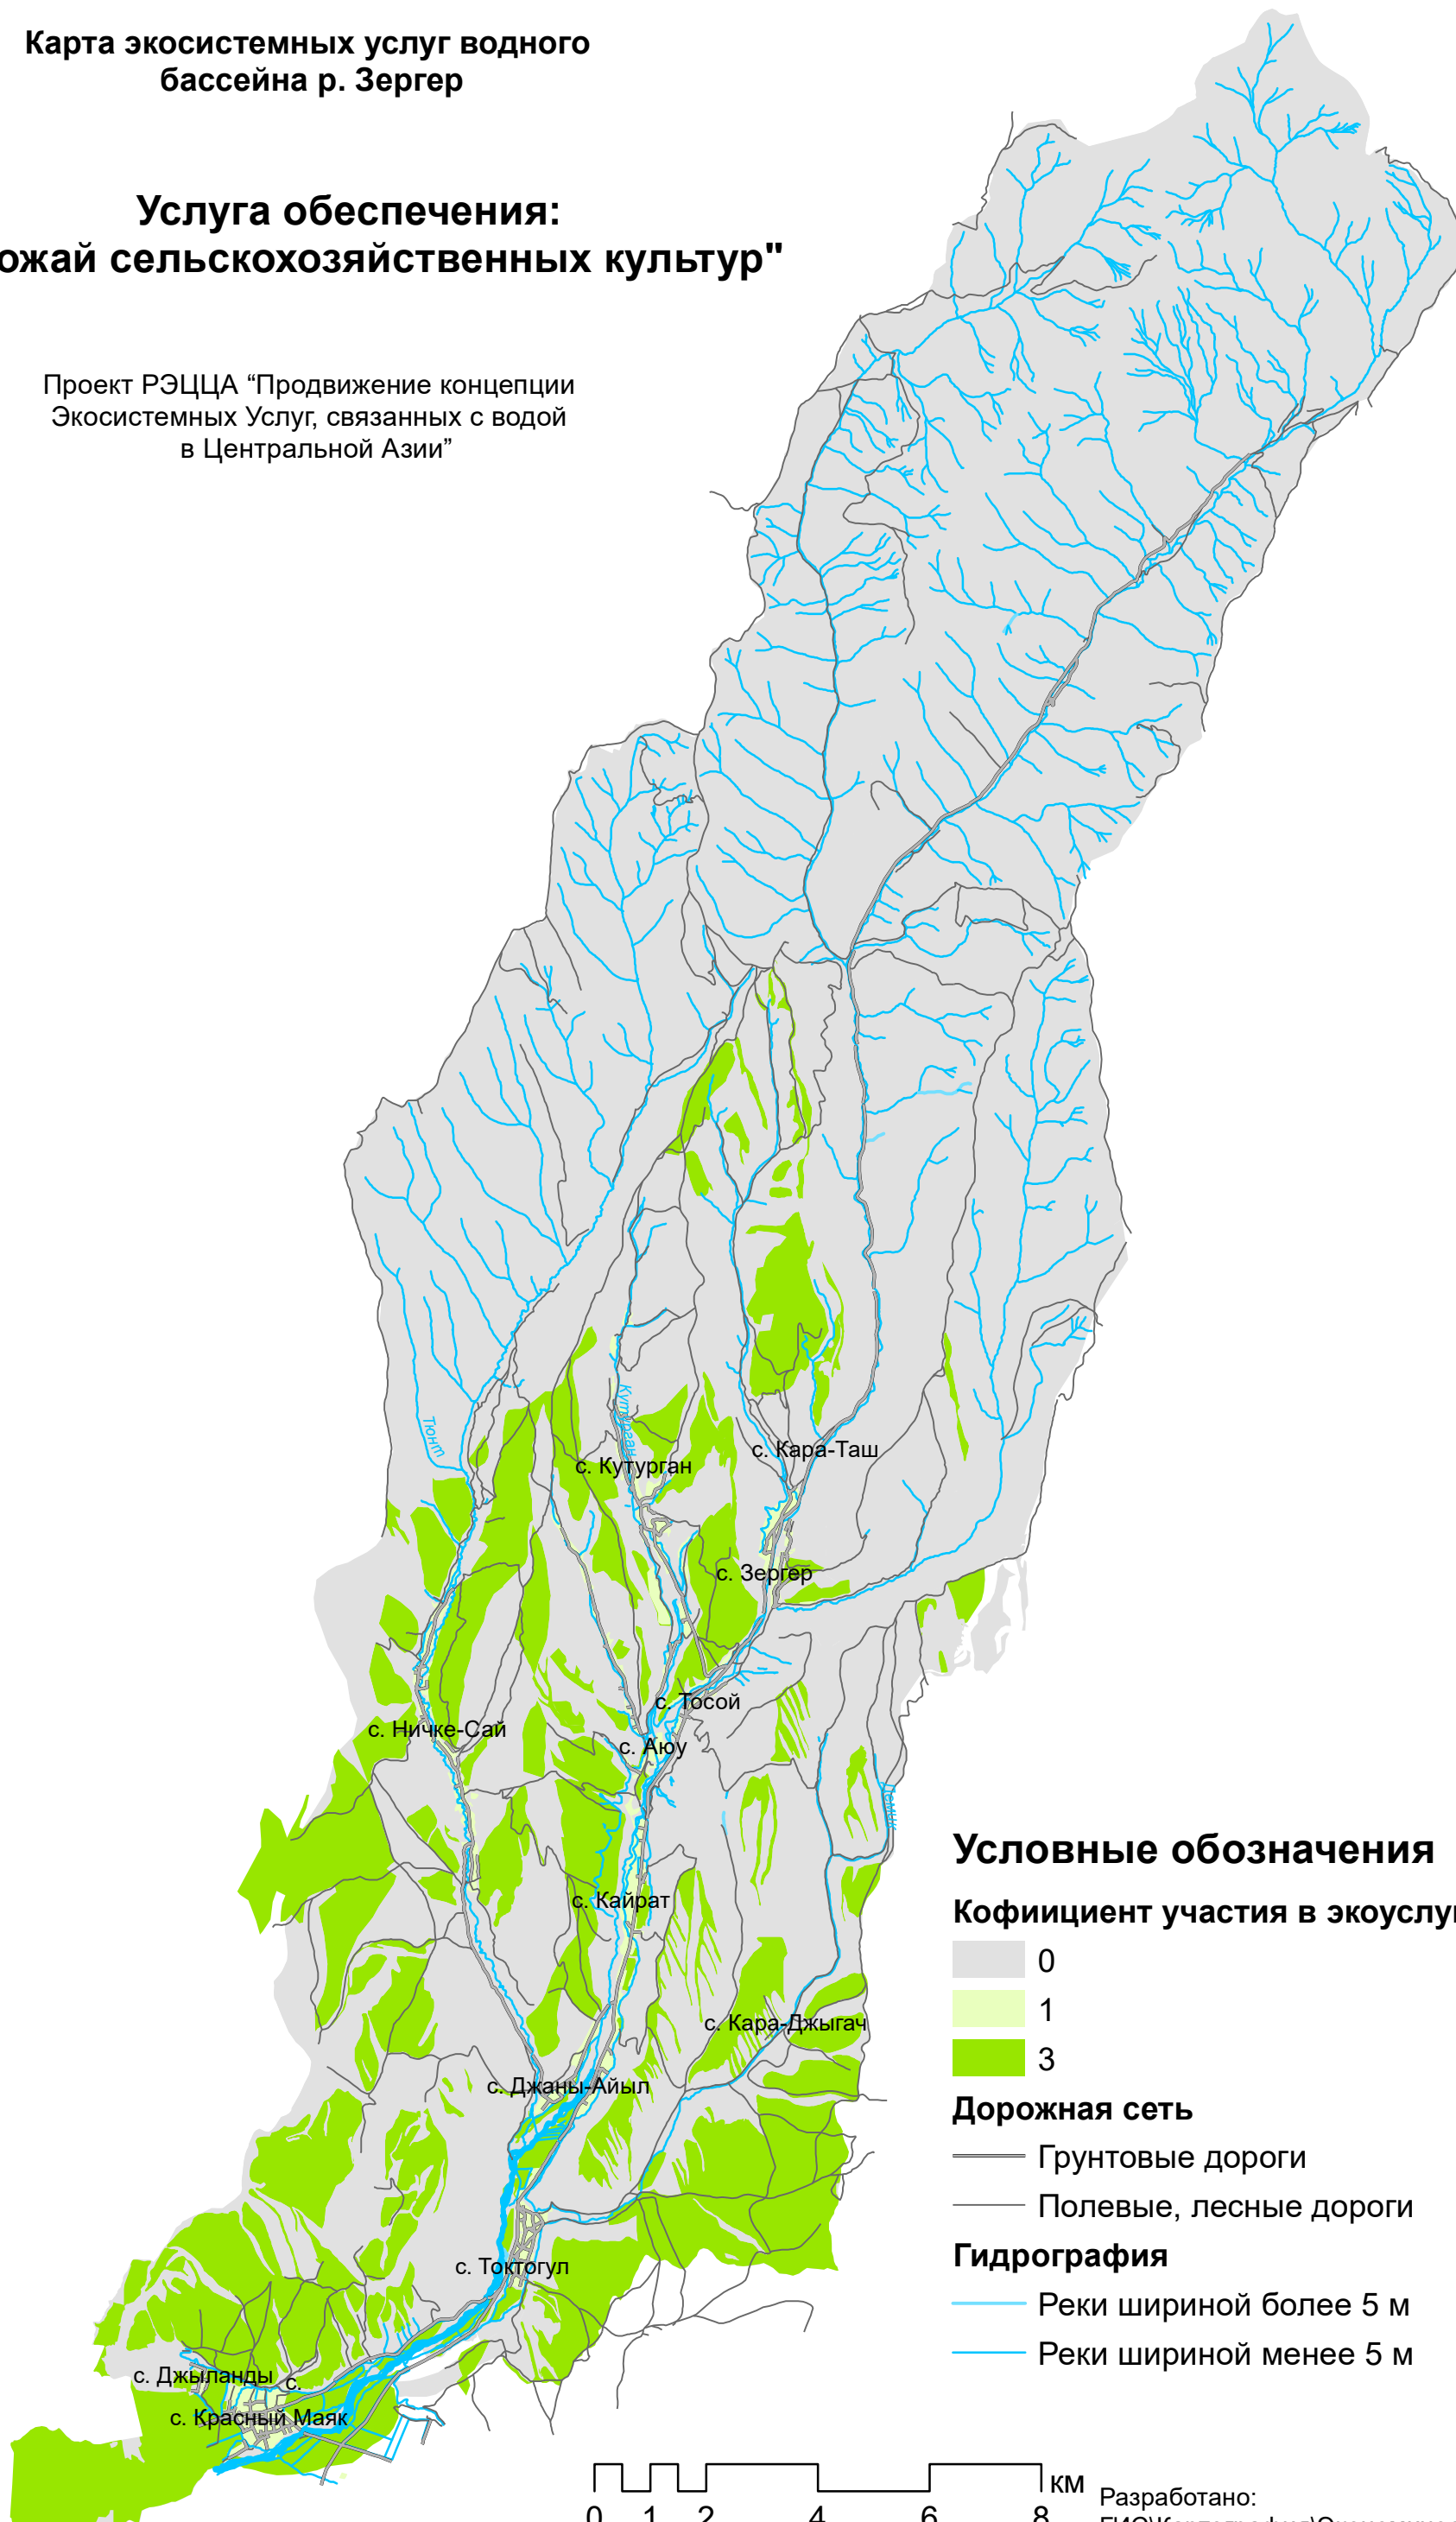 Карта экосистемных услуг водного
бассейна р. Зергер
Услуга обеспечения:
ожай сельскохозяйственных культур"
Проект РЭЦЦА “Продвижение концепции
Экосистемных Услуг, связанных с водой
в Центральной Азии”
Тюнт
Кутурган
с. Кара-Таш
с. Кутурган
с. Зергер
с. Тосой
с. Ничке-Сай
с. Аюу
с. Кайрат
с. Кара-Джыгач
с. Джаны-Айыл
с. Токтогул
с. Джыланды с.
с. Красный Маяк
Условные обозначения
Кофиициент участия в экоуслуг
0
1
3
Дорожная сеть
Грунтовые дороги
Полевые, лесные дороги
Гидрография
Реки шириной более 5 м
Реки шириной менее 5 м
км
0 1 2 4 6 8
Разработано: